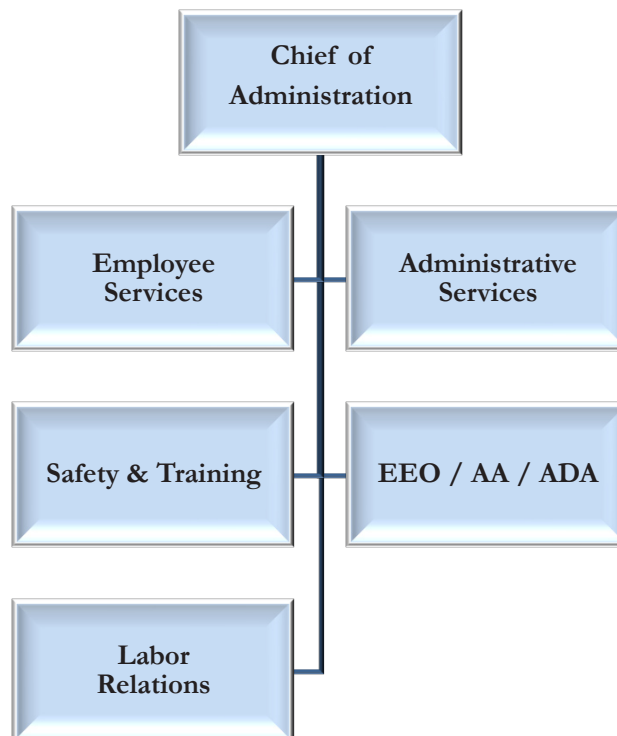 Chief of
Administration
Employee
Services
Administrative
Services
Safety & Training
EEO / AA / ADA
Labor
Relations